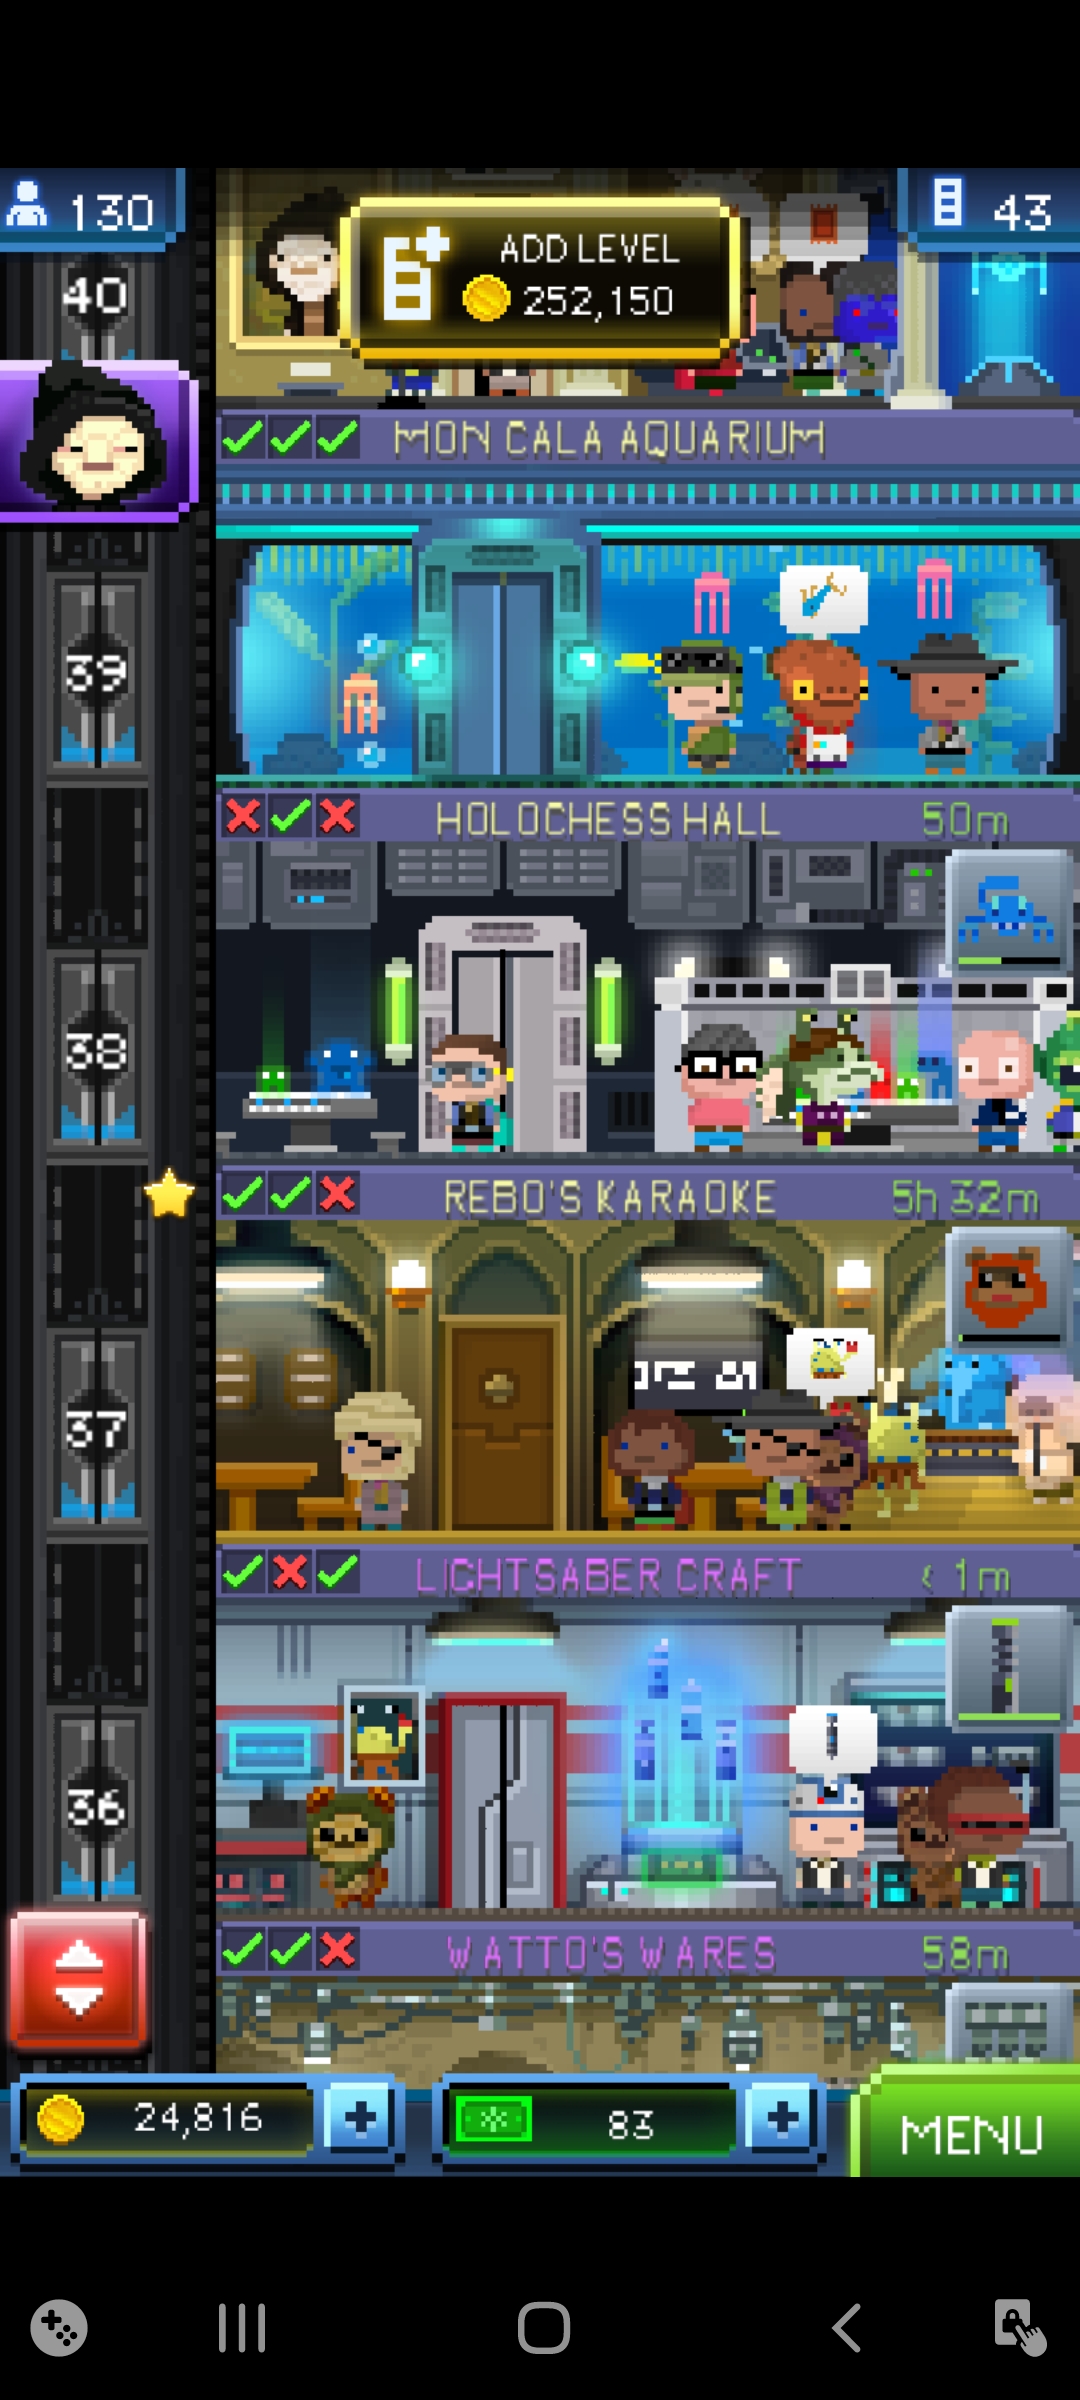 130
ADD LEVEL
252,150
43
40
MON CALA AQUARIUM
39
HOLOCHESS HALL 50m
38
REBO'S KARAOKE 5h 32m
37
LIGHTSABER CRAFT < 1m
36
WATTO'S WARES 58m
24,816
83
MENU